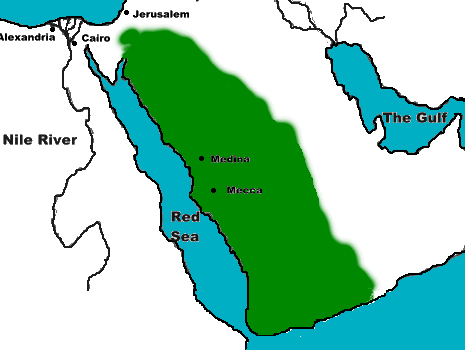 Jerusalem
Alexandria
Cairo
The Gulf
Nile River
Medina
Mecca
Red
Sea